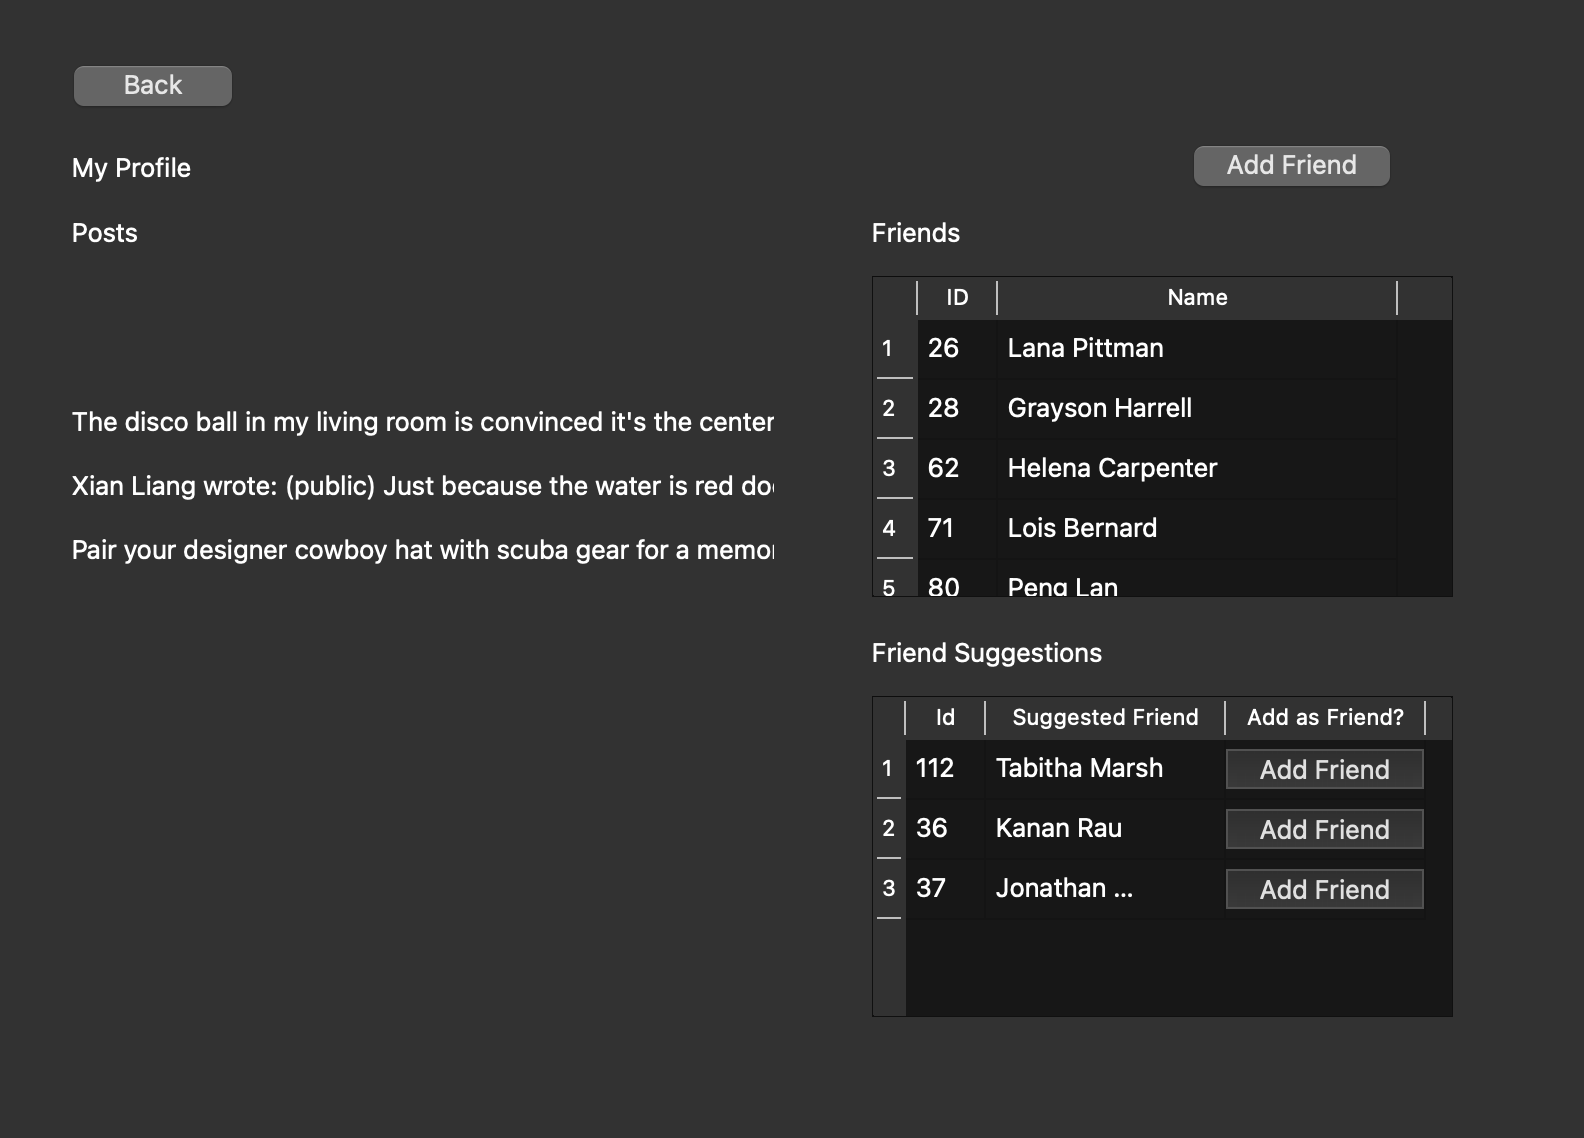 Back
My Profile
Add Friend
Posts
The disco ball in my living room is convinced it's the center
Xian Liang wrote: (public) Just because the water is red
Pair your designer cowboy hat with scuba gear for a
Friends
ID Name
1 26 Lana Pittman
2 28 Grayson Harrell
3 62 Helena Carpenter
4 71 Lois Bernard
5 80 Peng Lan
Friend Suggestions
Id Suggested Friend Add as Friend?
1 112 Tabitha Marsh Add Friend
2 36 Kanan Rau Add Friend
3 37 Jonathan ... Add Friend